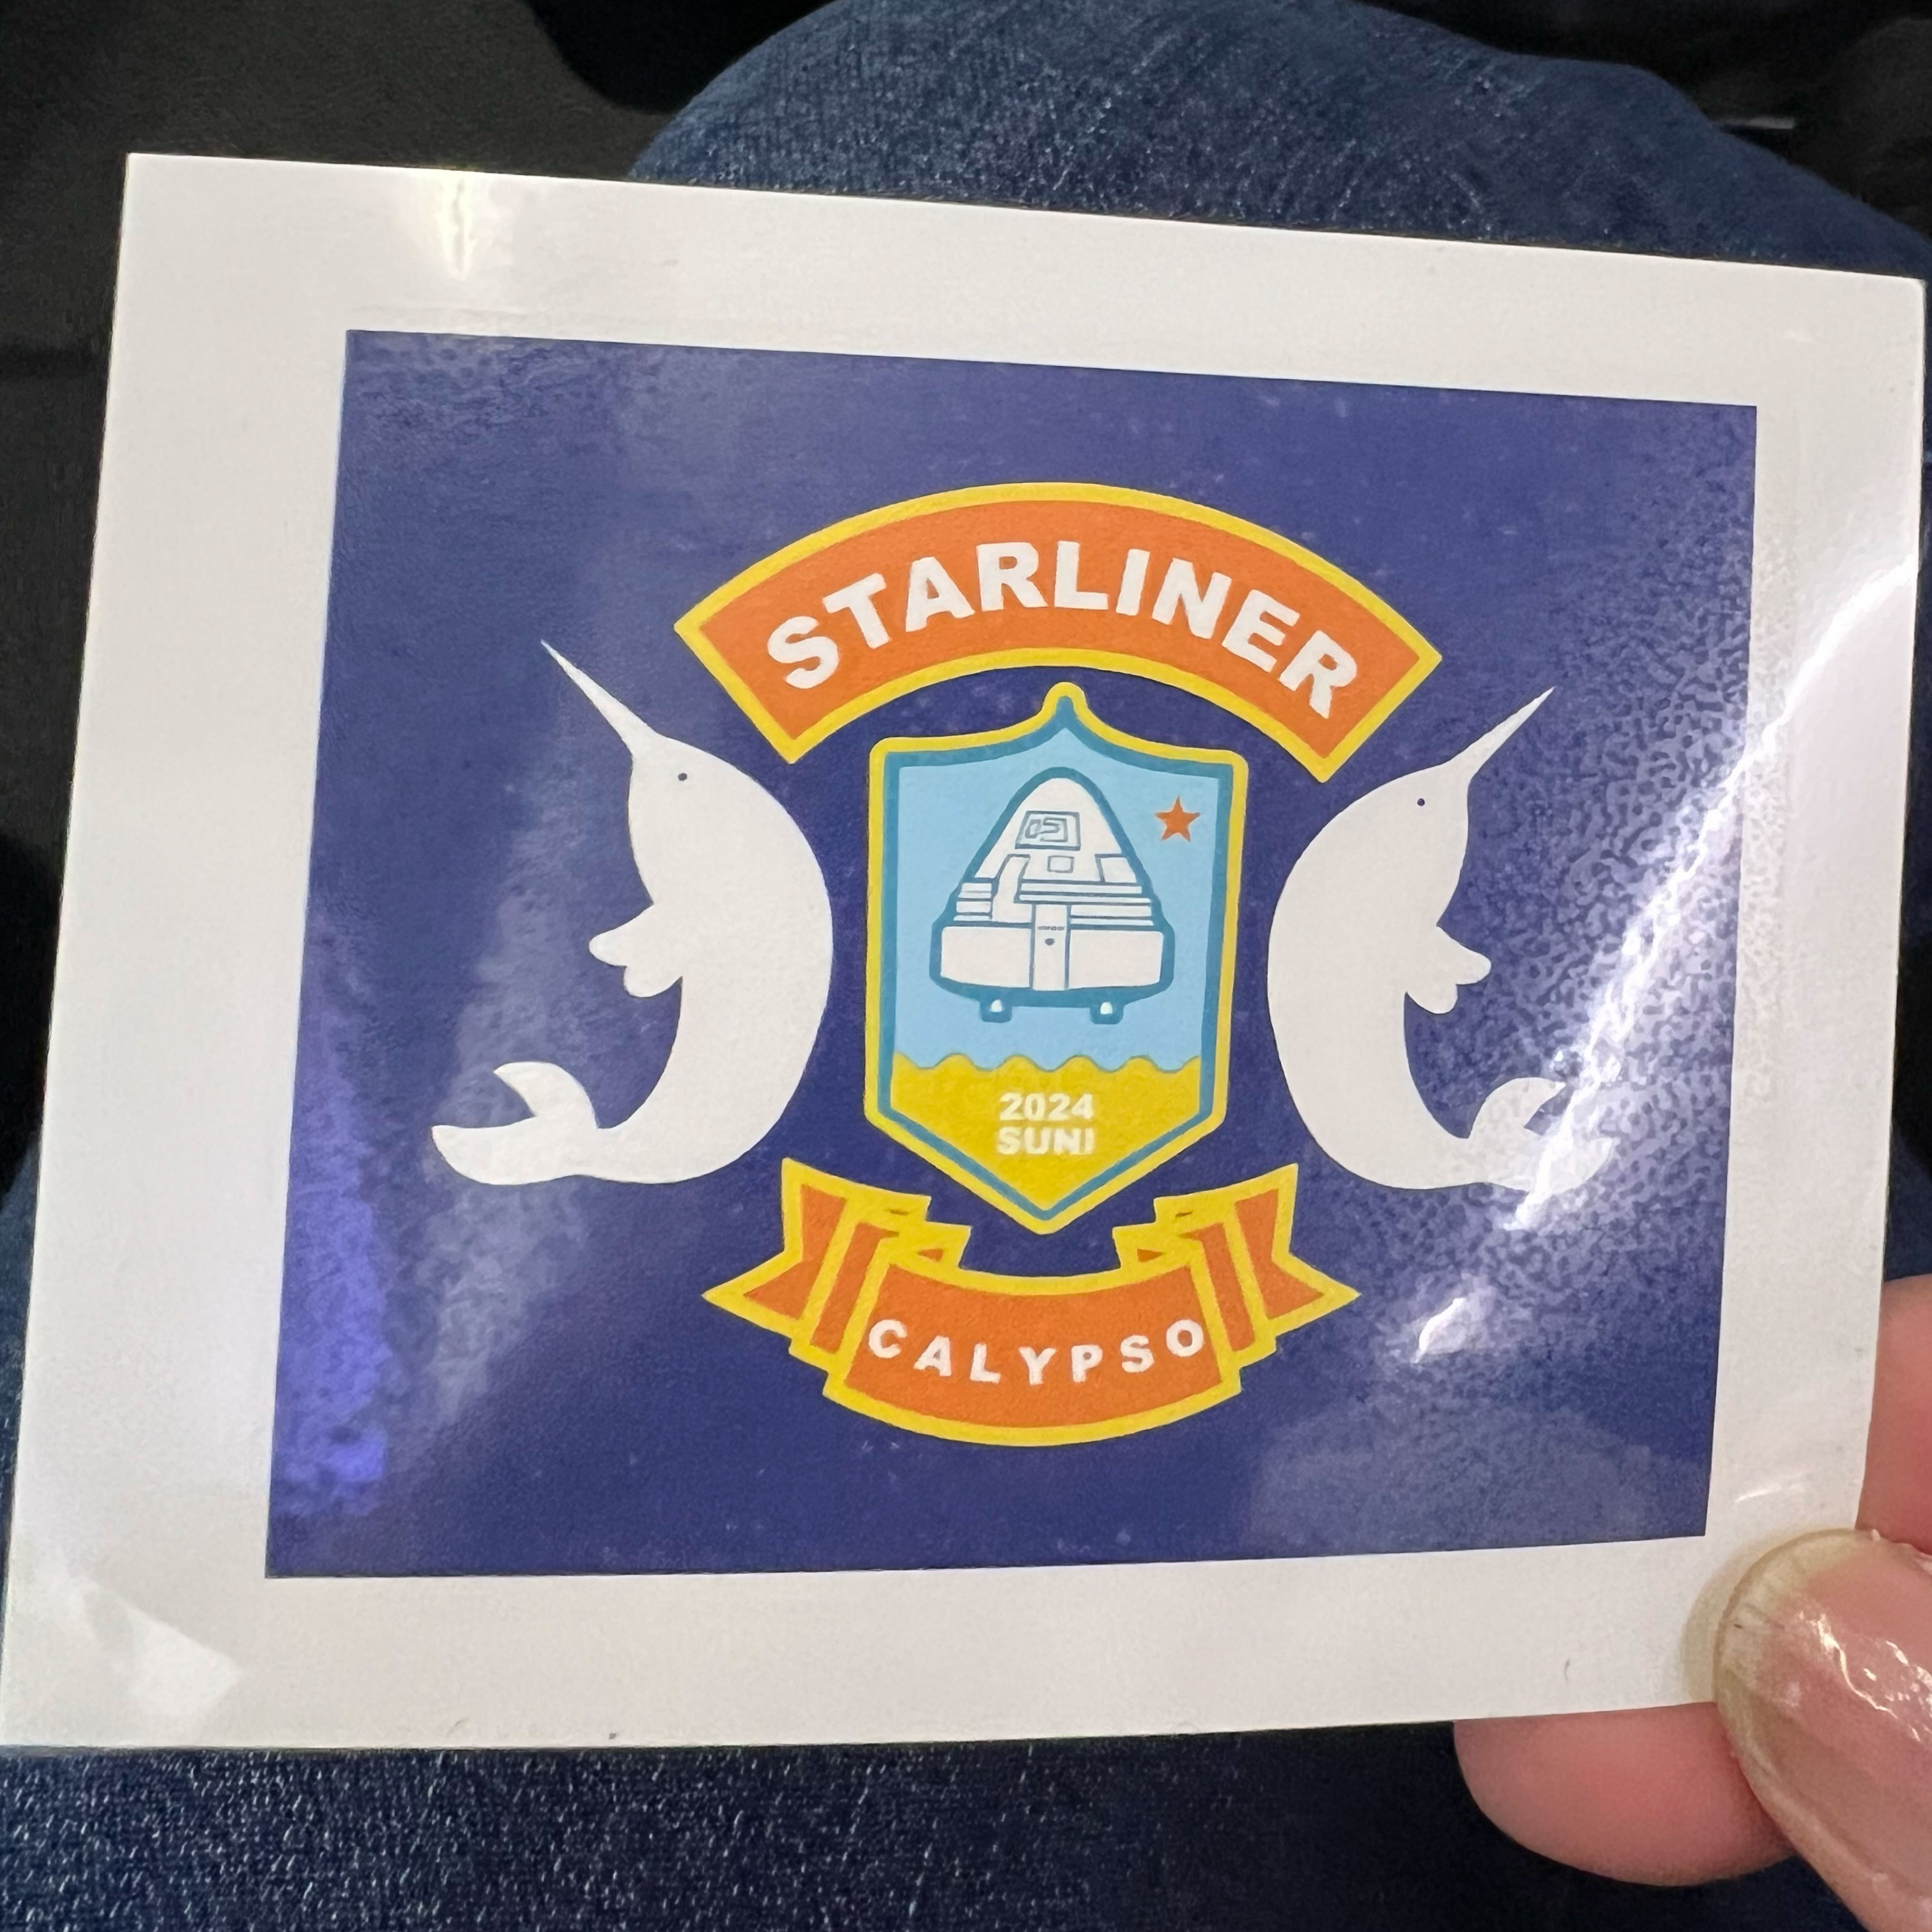 STARLINER
2024
SUNI
CALYPSO